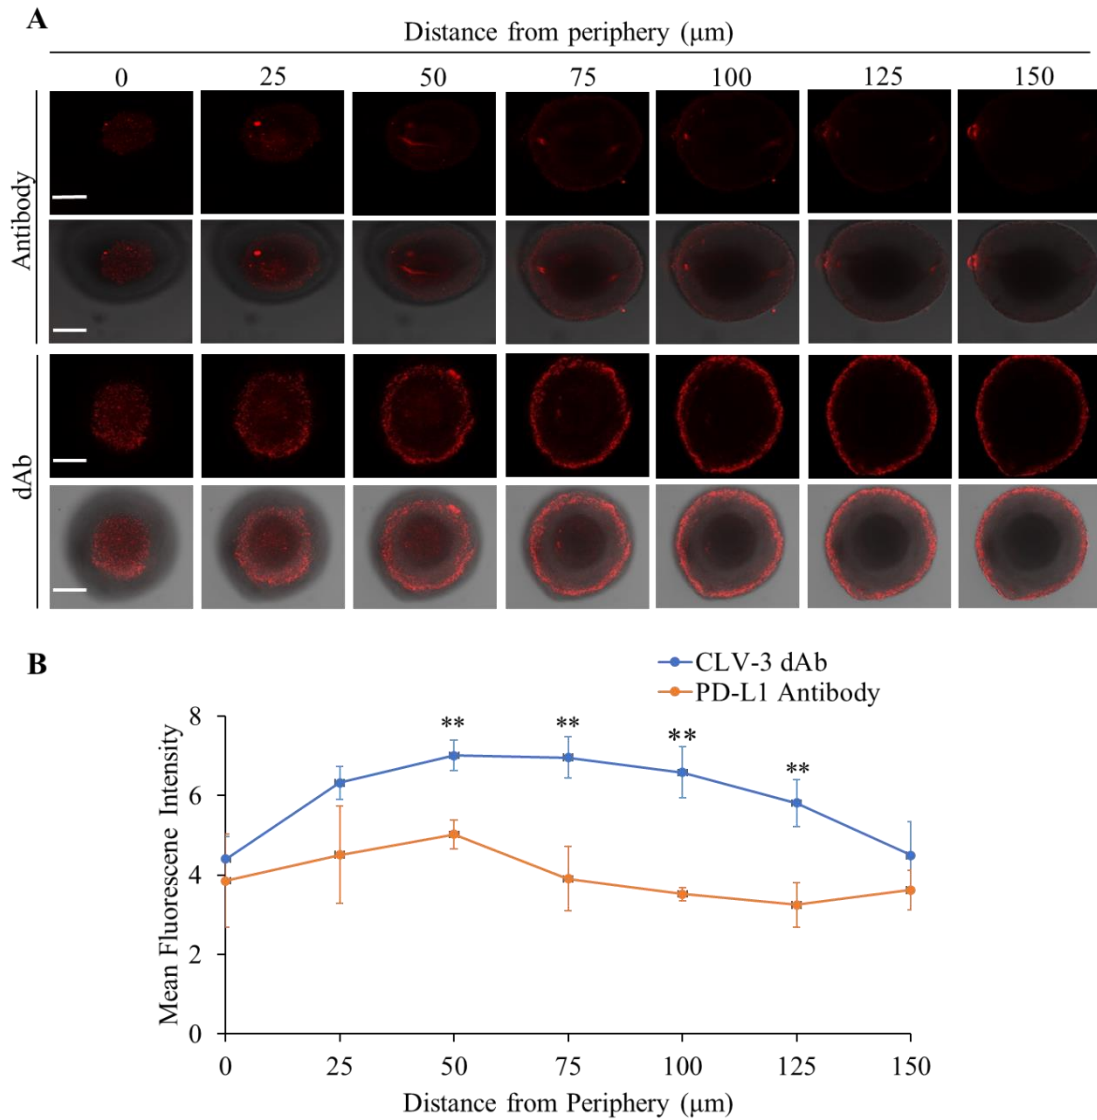 A
Distance from periphery (μm)
0 25 50 75 100 125 150
Antibody
dAb
B
CLV-3 dAb
PD-L1 Antibody
Mean Fluorescene Intensity
8
6
4
2
0
** ** ** **
0 25 50 75 100 125 150
Distance from Periphery (μm)